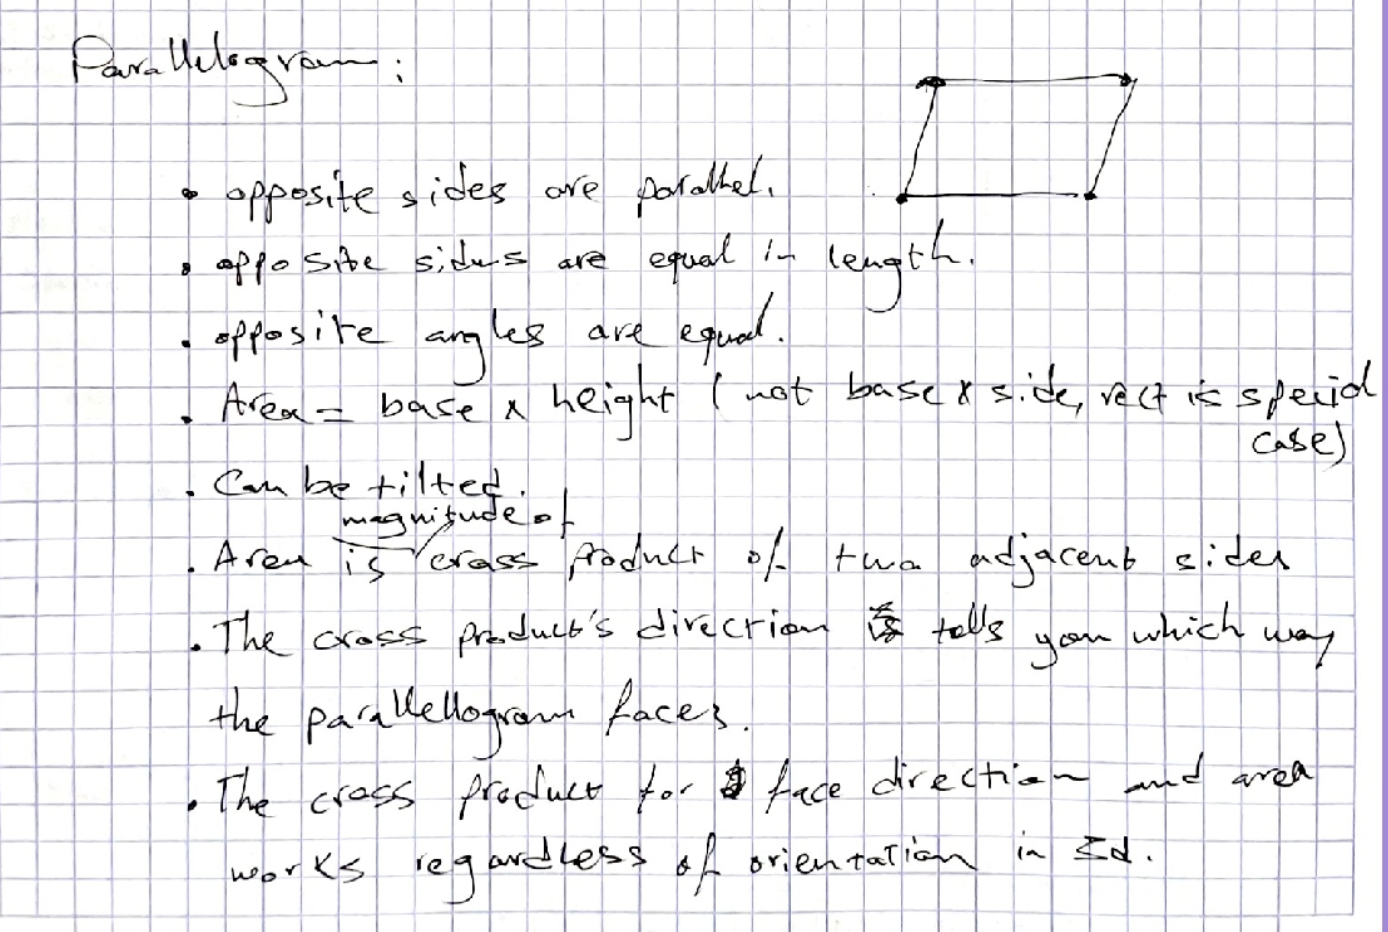 Parallelogram:
• opposite sides are parallel.
• opposite sides are equal in length.
• opposite angles are equal.
• Area = base x height (not base x side, rect is special
case)
• Can be tilted.
magnitude of
• Area is cross product of two adjacent sides
• The cross product's direction tells you which way
the parallellogram faces.
• The cross product for face direction and area
works regardless of orientation in 3d.